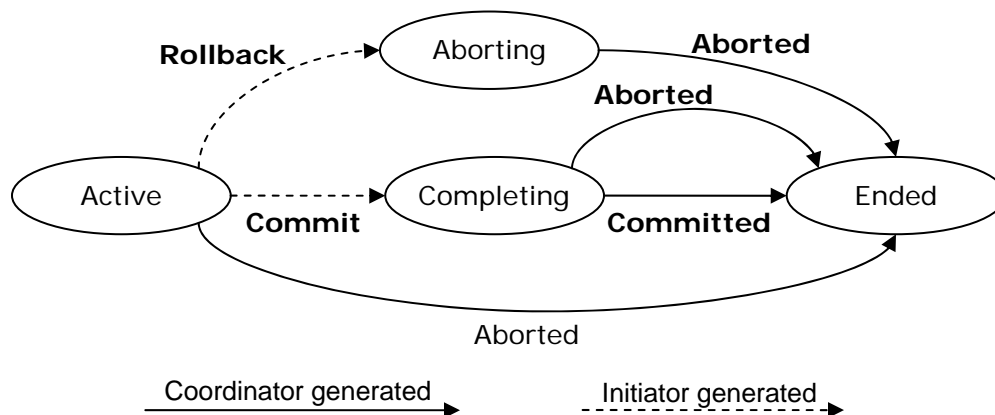 Rollback
Aborting
Aborted
Aborted
Active
Completing
Ended
Commit
Committed
Aborted
Coordinator generated
Initiator generated